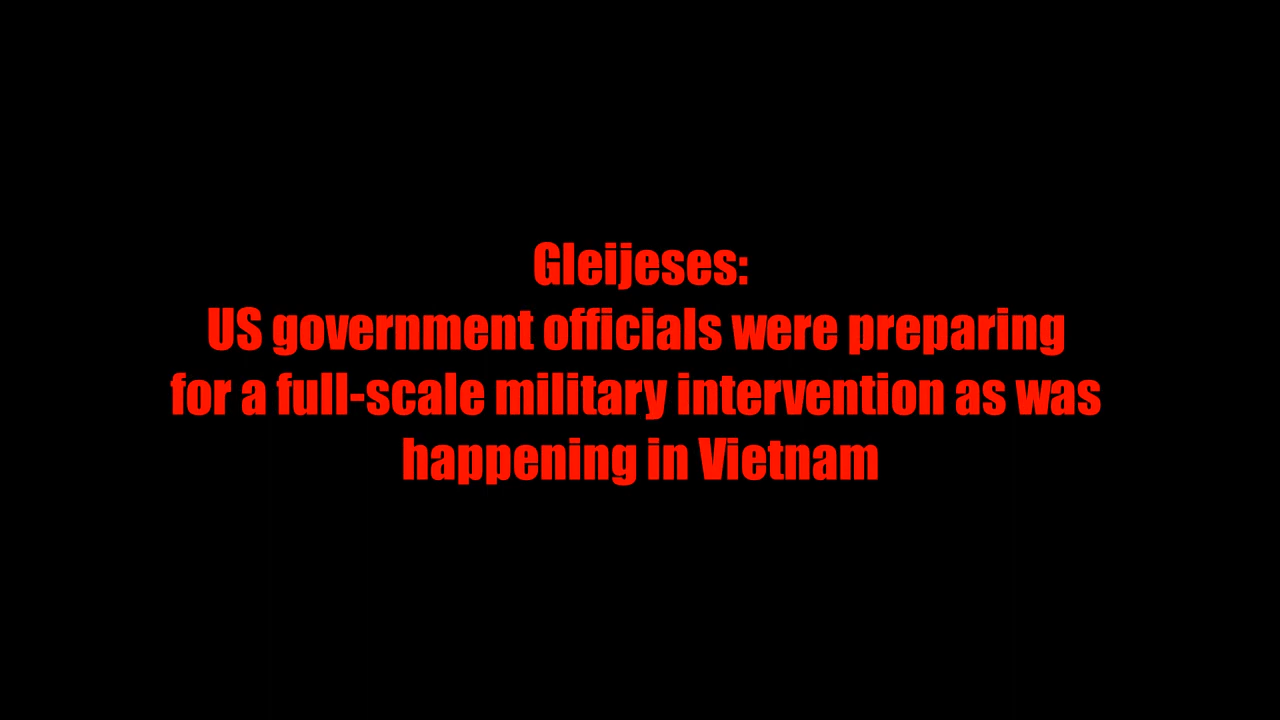 Gleijeses:
US government officials were preparing
for a full-scale military intervention as was
happening in Vietnam